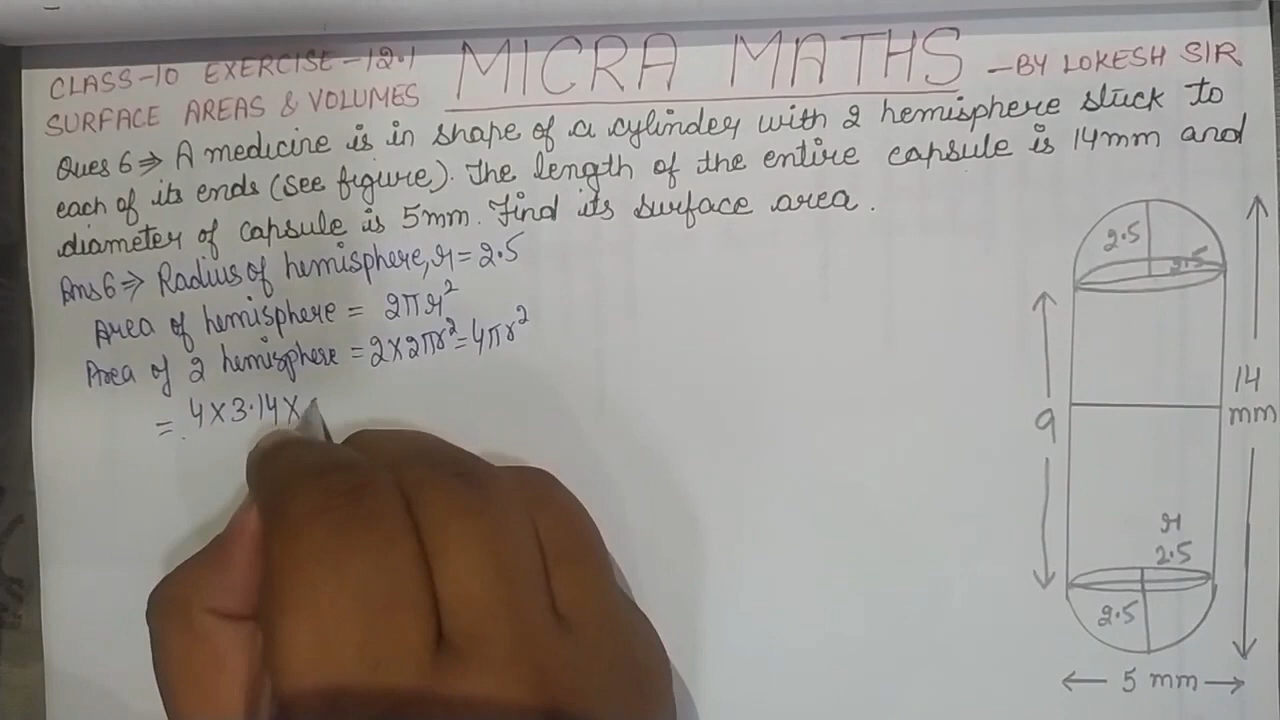 CLASS-10 EXERCISE-12.1
SURFACE AREAS & VOLUMES
MICRA MATHS
-BY LOKESH SIR
Ques 6⇒ A medicine is in shape of a cylinder with 2 hemisphere stuck to
each of its ends (see figure). The length of the entire capsule is 14mm and
diameter of capsule is 5mm. Find its surface area.
Ans 6⇒ Radius of hemisphere, r = 2.5
Area of hemisphere = 2πr²
Area of 2 hemisphere = 2×2πr² = 4πr²
= 4×3.14×
2.5
2.5
9
14
mm
r
2.5
2.5
5 mm